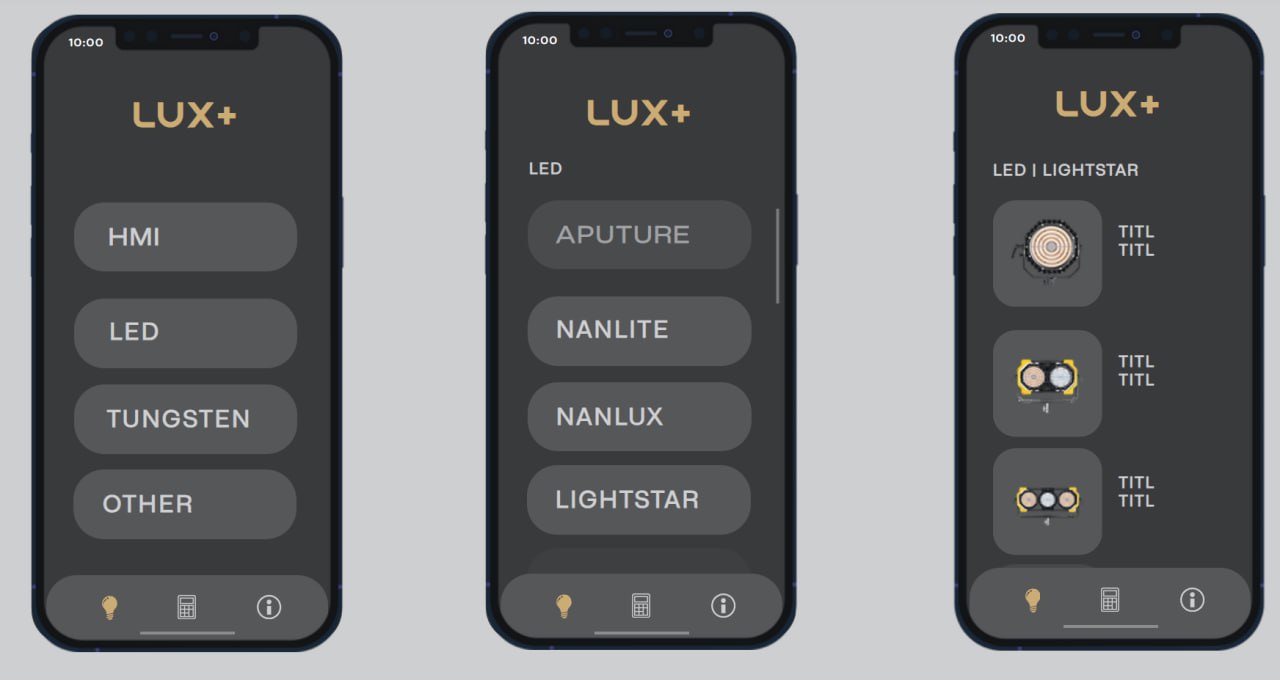 10:00
LUX+
HMI
LED
TUNGSTEN
OTHER
10:00
LUX+
LED
APUTURE
NANLITE
NANLUX
LIGHTSTAR
10:00
LUX+
LED | LIGHTSTAR
TITL
TITL
TITL
TITL
TITL
TITL